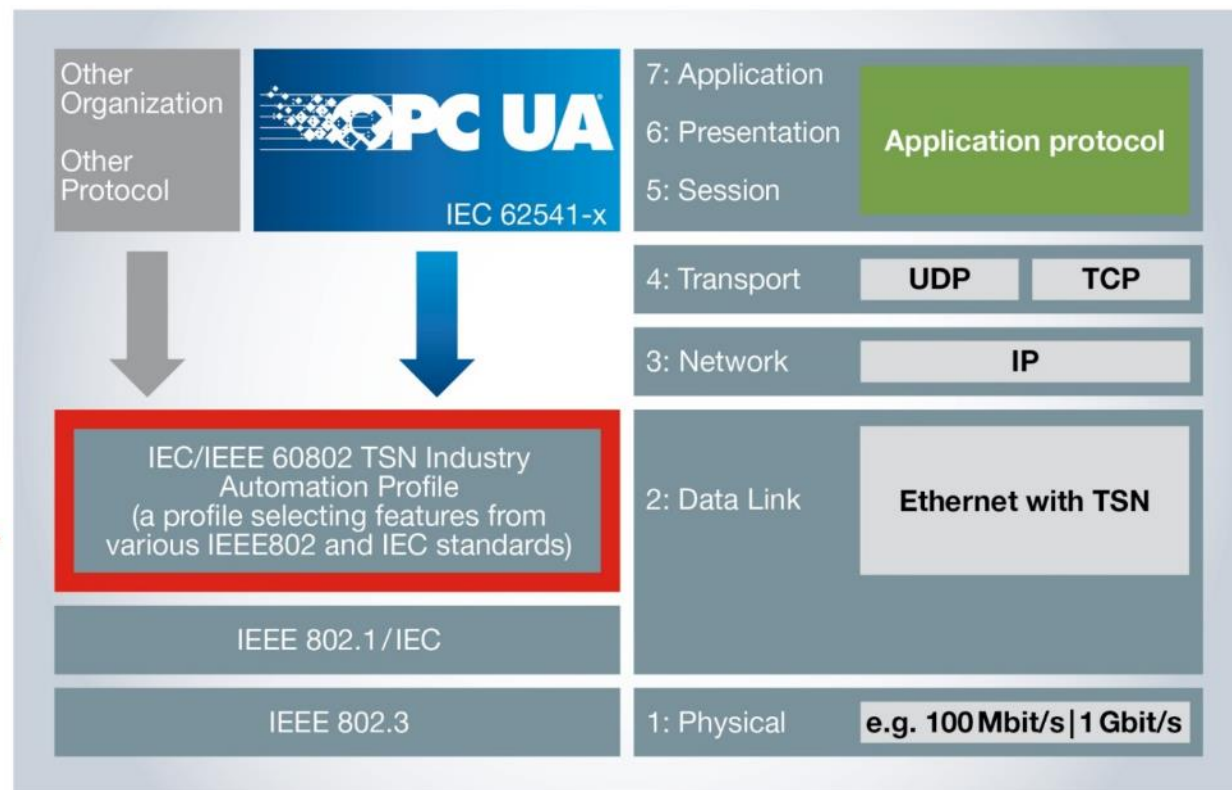 Other
Organization
Other
Protocol
OPC UA
IEC 62541-x
IEC/IEEE 60802 TSN Industry
Automation Profile
(a profile selecting features from
various IEEE802 and IEC standards)
IEEE 802.1/IEC
IEEE 802.3
7: Application
6: Presentation
5: Session
Application protocol
4: Transport
UDP
TCP
3: Network
IP
2: Data Link
Ethernet with TSN
1: Physical
e.g. 100 Mbit/s|1 Gbit/s